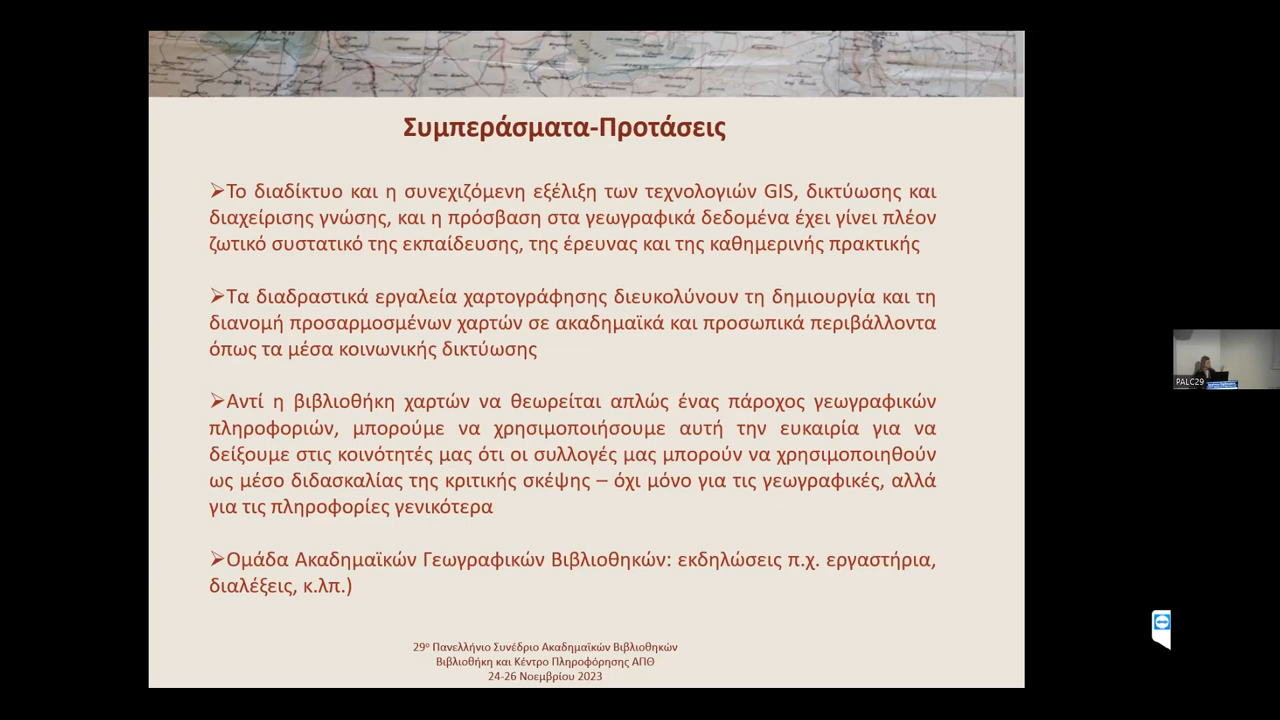 Συμπεράσματα-Προτάσεις
➢Το διαδίκτυο και η συνεχιζόμενη εξέλιξη των τεχνολογιών GIS, δικτύωσης και
διαχείρισης γνώσης, και η πρόσβαση στα γεωγραφικά δεδομένα έχει γίνει πλέον
ζωτικό συστατικό της εκπαίδευσης, της έρευνας και της καθημερινής πρακτικής
➢Τα διαδραστικά εργαλεία χαρτογράφησης διευκολύνουν τη δημιουργία και τη
διανομή προσαρμοσμένων χαρτών σε ακαδημαϊκά και προσωπικά περιβάλλοντα
όπως τα μέσα κοινωνικής δικτύωσης
➢Αντί η βιβλιοθήκη χαρτών να θεωρείται απλώς ένας πάροχος γεωγραφικών
πληροφοριών, μπορούμε να χρησιμοποιήσουμε αυτή την ευκαιρία για να
δείξουμε στις κοινότητές μας ότι οι συλλογές μας μπορούν να χρησιμοποιηθούν
ως μέσο διδασκαλίας της κριτικής σκέψης – όχι μόνο για τις γεωγραφικές, αλλά
για τις πληροφορίες γενικότερα
➢Ομάδα Ακαδημαϊκών Γεωγραφικών Βιβλιοθηκών: εκδηλώσεις π.χ. εργαστήρια,
διαλέξεις, κ.λπ.)
29ο Πανελλήνιο Συνέδριο Ακαδημαϊκών Βιβλιοθηκών
Βιβλιοθήκη και Κέντρο Πληροφόρησης ΑΠΘ
24-26 Νοεμβρίου 2023
PALC29